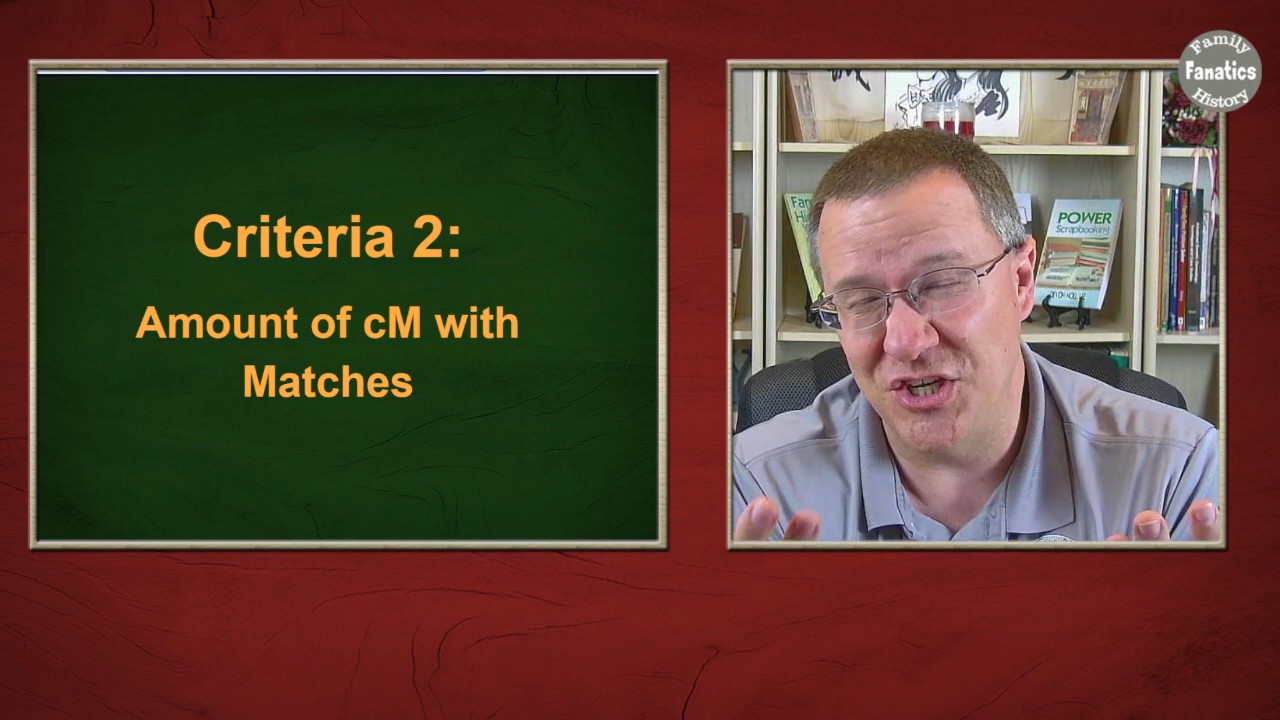 Criteria 2:
Amount of cM with
Matches
Family
Fanatics
History
POWER
Scrapbooking